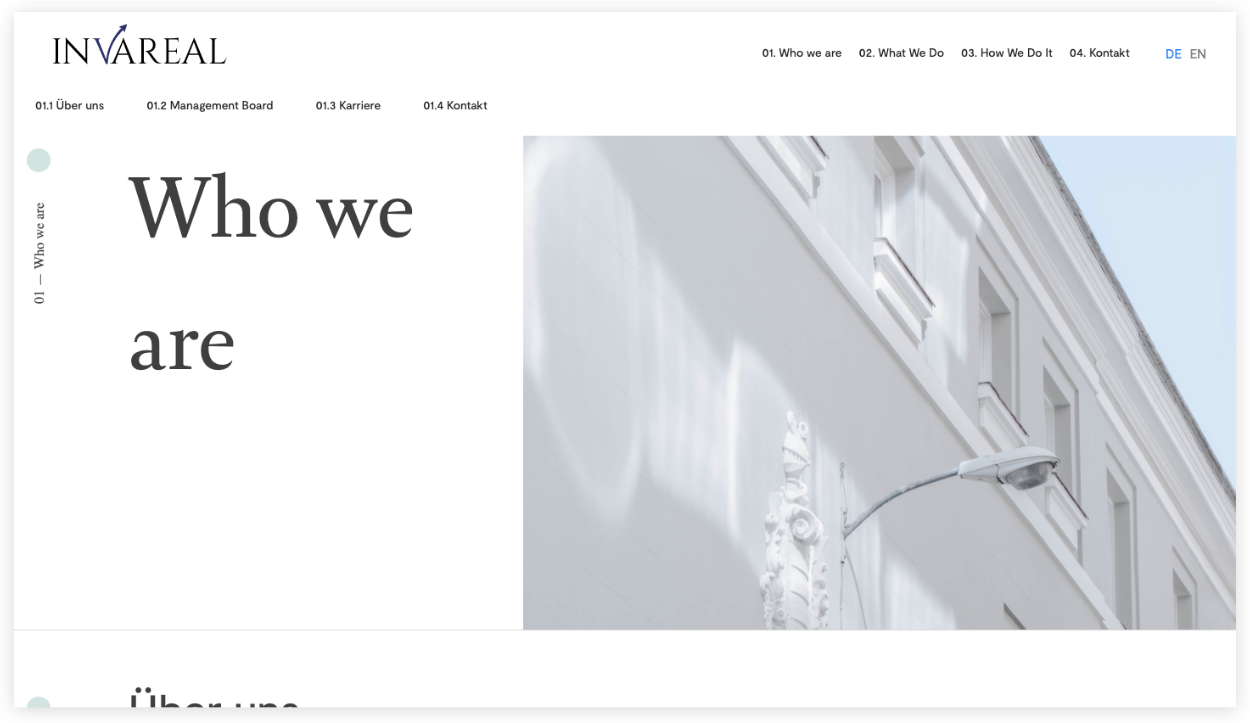 INVAREAL
01. Who we are 02. What We Do 03. How We Do It 04. Kontakt DE EN
01.1 Über uns 01.2 Management Board 01.3 Karriere 01.4 Kontakt
01 — Who we are
Who we
are
Über uns